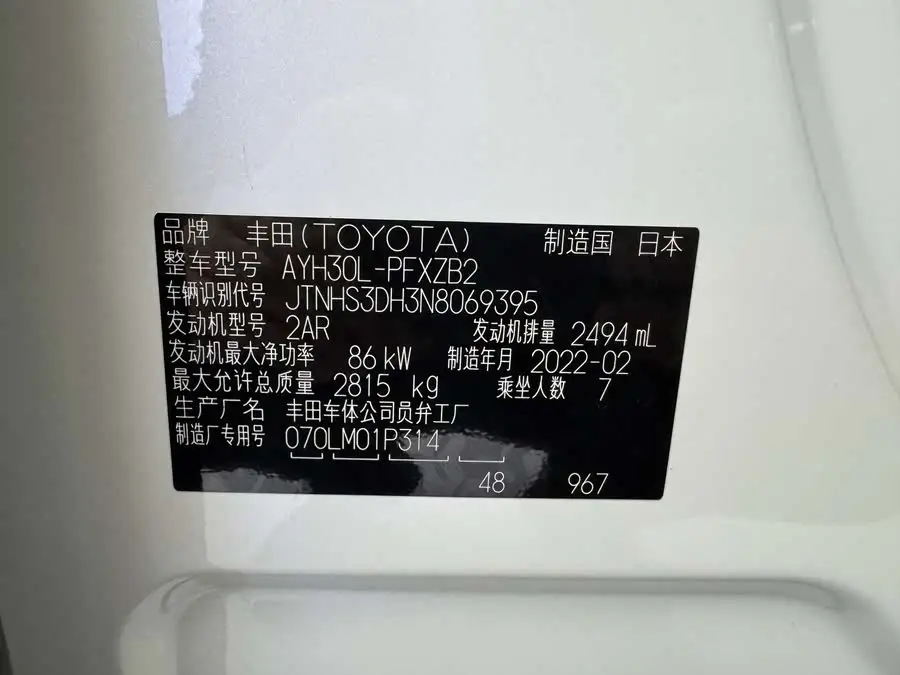 品牌 丰田(TOYOTA) 制造国 日本
整车型号 AYH30L-PFXZB2
车辆识别代号 JTNHS3DH3N8069395
发动机型号 2AR 发动机排量 2494 mL
发动机最大净功率 86 kW 制造年月 2022-02
最大允许总质量 2815 kg 乘坐人数 7
生产厂名 丰田车体公司员弁工厂
制造厂专用号 070LM01P314
48 967